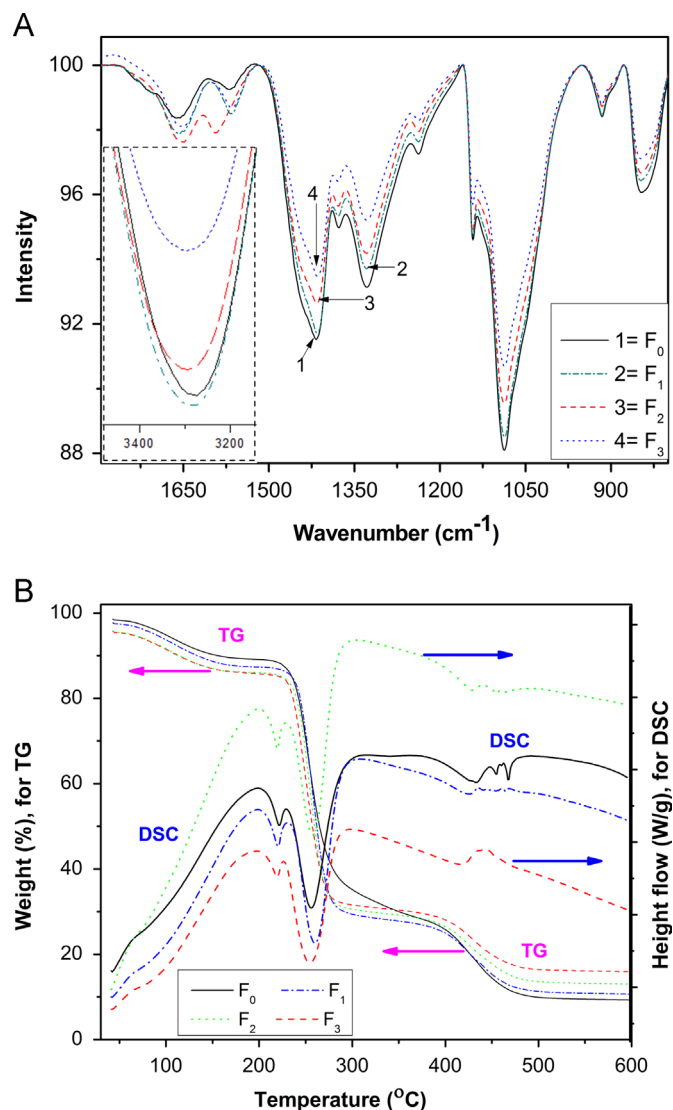 A
100
96
92
88
Intensity
4
2
3
1
3400 3200
1 = F₀
2 = F₁
3 = F₂
4 = F₃
1650 1500 1350 1200 1050 900
Wavenumber (cm⁻¹)
B
100
80
60
40
20
0
Weight (%), for TG
TG
DSC
DSC
TG
Height flow (W/g), for DSC
F₀ F₁
F₂ F₃
100 200 300 400 500 600
Temperature (°C)